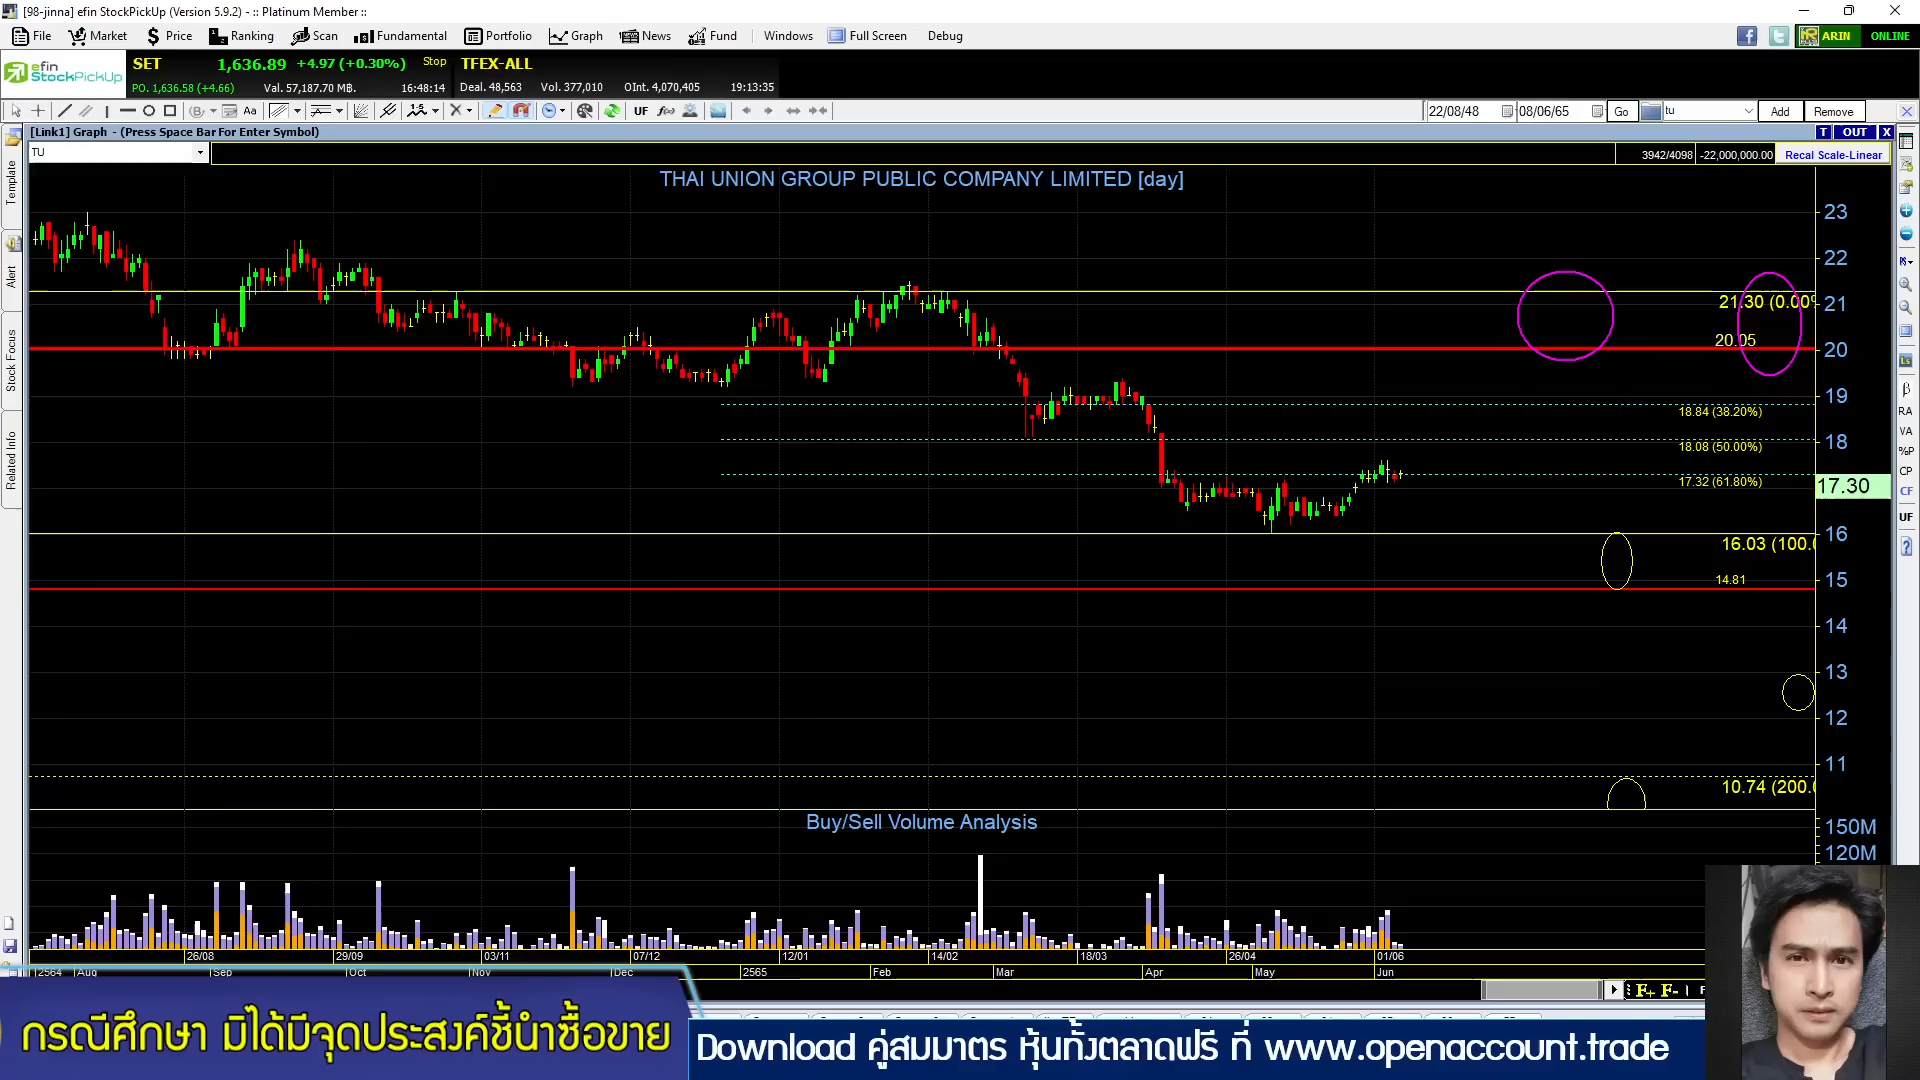 [98-jinna] efin StockPickUp (Version 5.9.2) - :: Platinum Member ::
File Market Price Ranking Scan Fundamental Portfolio Graph News Fund Windows Full Screen Debug ARIN ONLINE
efin StockPickUp
SET 1,636.89 +4.97 (+0.30%) Stop TFEX-ALL
PO. 1,636.58 (+4.66) Val. 57,187.70 MB. 16:48:14 Deal. 48,563 Vol. 377,010 OInt. 4,070,405 19:13:35
Aa UF f(x) 22/08/48 08/06/65 Go tu Add Remove
[Link1] Graph - (Press Space Bar For Enter Symbol) T OUT X
TU 3942/4098 -22,000,000.00 Recal Scale-Linear
THAI UNION GROUP PUBLIC COMPANY LIMITED [day]
Template
Alert
Stock Focus
Related Info
23
22
21.30 (0.00% 21
20.05
20
19
18.84 (38.20%)
18
18.08 (50.00%)
17.32 (61.80%)
17.30
16
16.03 (100.0
14.81 15
14
13
12
11
10.74 (200.0
Ls
β
RA
VA
%P
CP
CF
UF
?
Buy/Sell Volume Analysis
150M
120M
26/08 29/09 03/11 07/12 12/01 14/02 18/03 26/04 01/06
2564 Aug Sep Oct Nov Dec 2565 Feb Mar Apr May Jun
F+ F-
กรณีศึกษา มิได้มีจุดประสงค์ชี้นำซื้อขาย
Download คู่สมมาตร หุ้นทั้งตลาดฟรี ที่ www.openaccount.trade